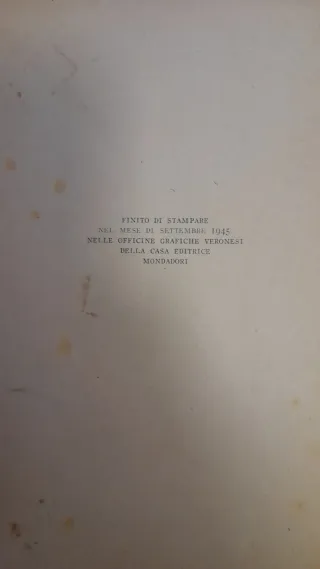 FINITO DI STAMPARE
NEL MESE DI SETTEMBRE 1945
NELLE OFFICINE GRAFICHE VERONESI
DELLA CASA EDITRICE
MONDADORI